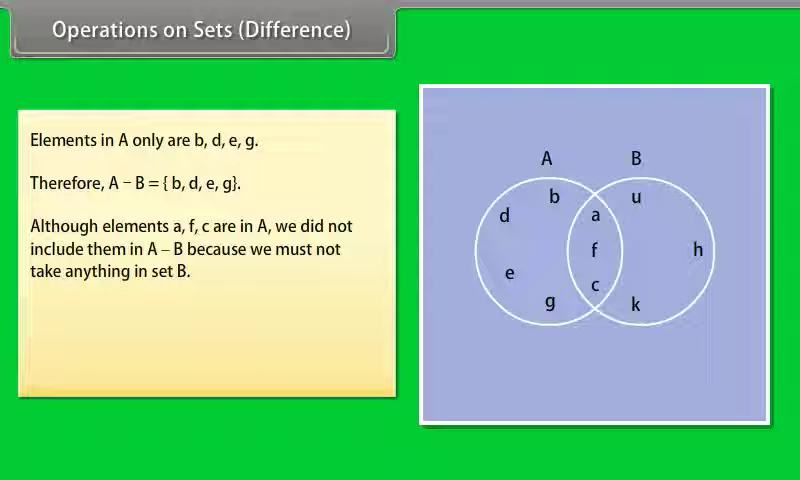 Operations on Sets (Difference)
Elements in A only are b, d, e, g.
Therefore, A – B = { b, d, e, g}.
Although elements a, f, c are in A, we did not
include them in A – B because we must not
take anything in set B.
A B
b u
d a
f h
e c
g k